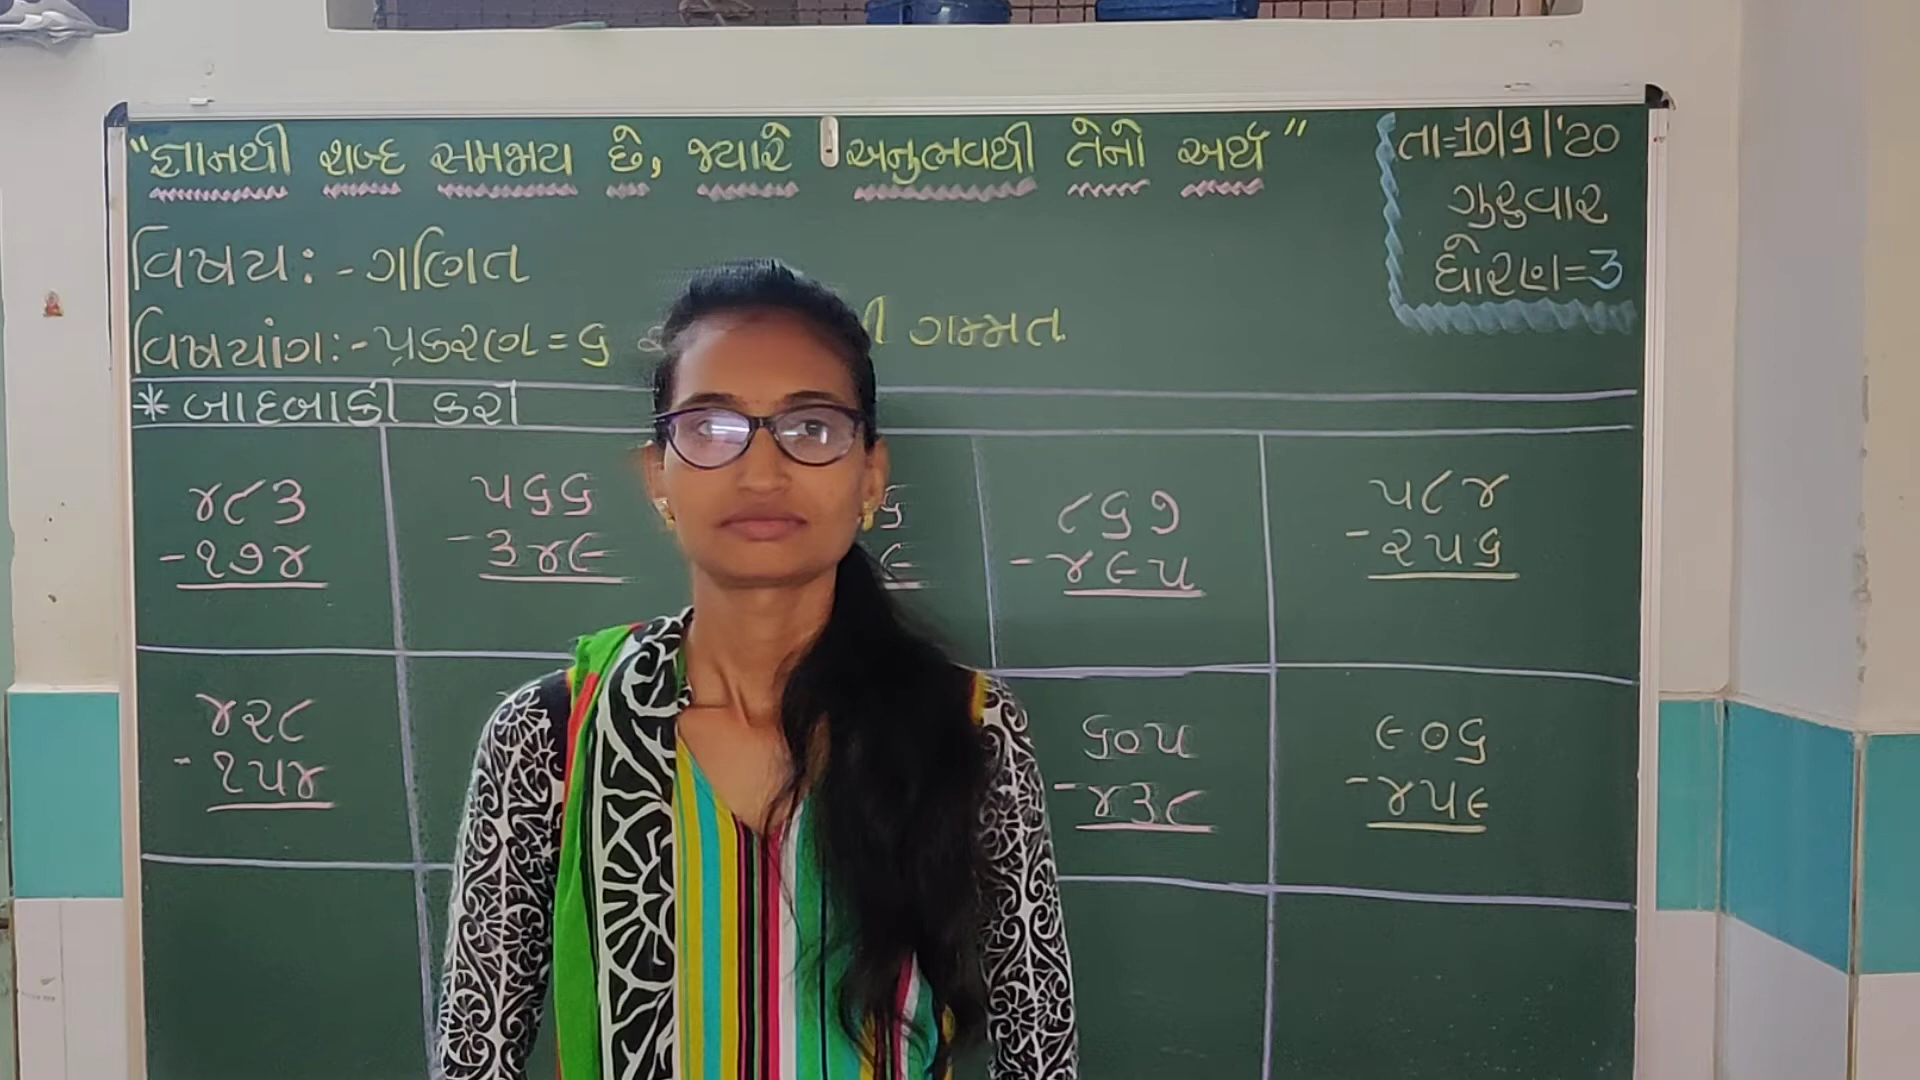 "જ્ઞાનથી શબ્દ સમજાય છે, જ્યારે અનુભવથી તેનો અર્થ"
તા=10/9/'20
ગુરુવાર
ધોરણ=3
વિષય:-ગણિત
વિષયાંગ:-પ્રકરણ=૬ ગમ્મત
* બાદબાકી કરો
૪૮૩ ૫૬૬ ૮૬૭ ૫૮૪
-૧૭૪ -૩૪૯ -૪૯૫ -૨૫૬
૪૨૮ ૬૦૫ ૯૦૬
-૧૫૪ -૪૩૮ -૪૫૯